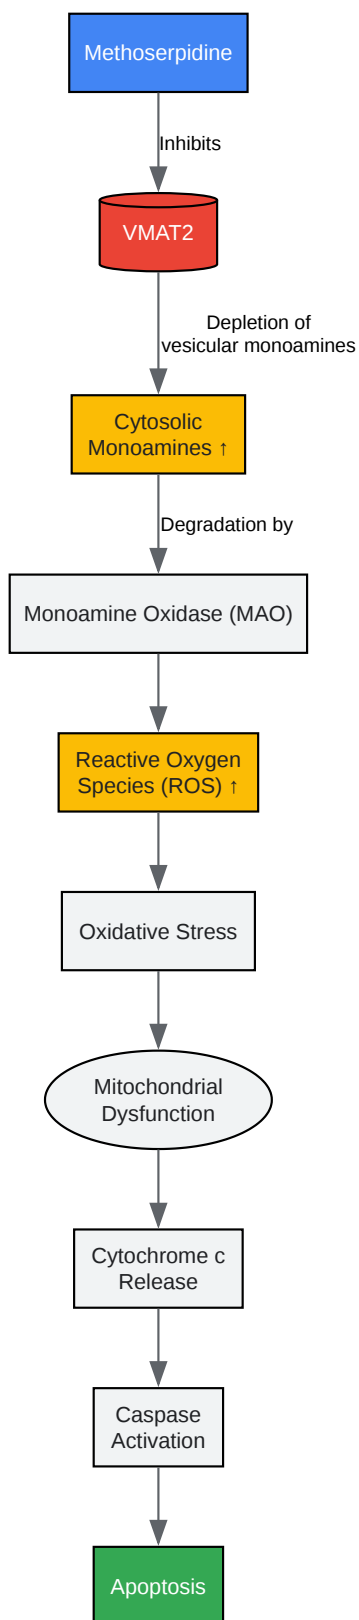 Methoserpidine
Inhibits
VMAT2
Depletion of
vesicular monoamines
Cytosolic
Monoamines ↑
Degradation by
Monoamine Oxidase (MAO)
Reactive Oxygen
Species (ROS) ↑
Oxidative Stress
Mitochondrial
Dysfunction
Cytochrome c
Release
Caspase
Activation
Apoptosis